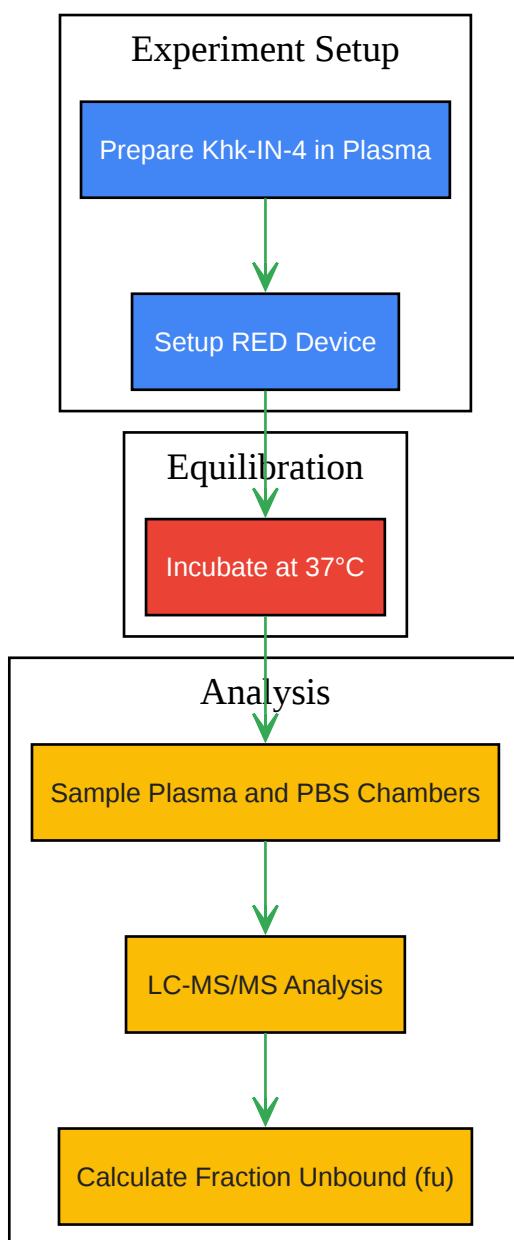 Experiment Setup
Prepare Khk-IN-4 in Plasma
Setup RED Device
Equilibration
Incubate at 37°C
Analysis
Sample Plasma and PBS Chambers
LC-MS/MS Analysis
Calculate Fraction Unbound (fu)